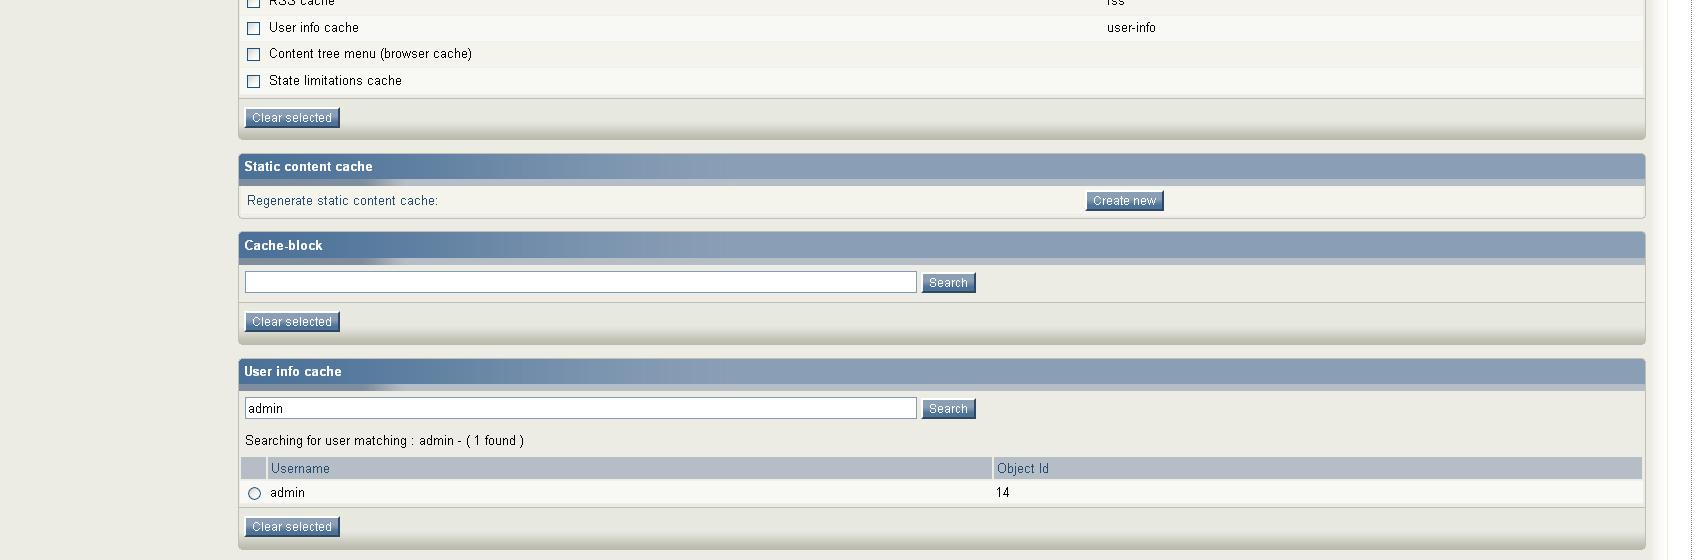 RSS cache rss
User info cache user-info
Content tree menu (browser cache)
State limitations cache
Clear selected
Static content cache
Regenerate static content cache: Create new
Cache-block
Search
Clear selected
User info cache
admin Search
Searching for user matching : admin - ( 1 found )
Username Object Id
admin 14
Clear selected